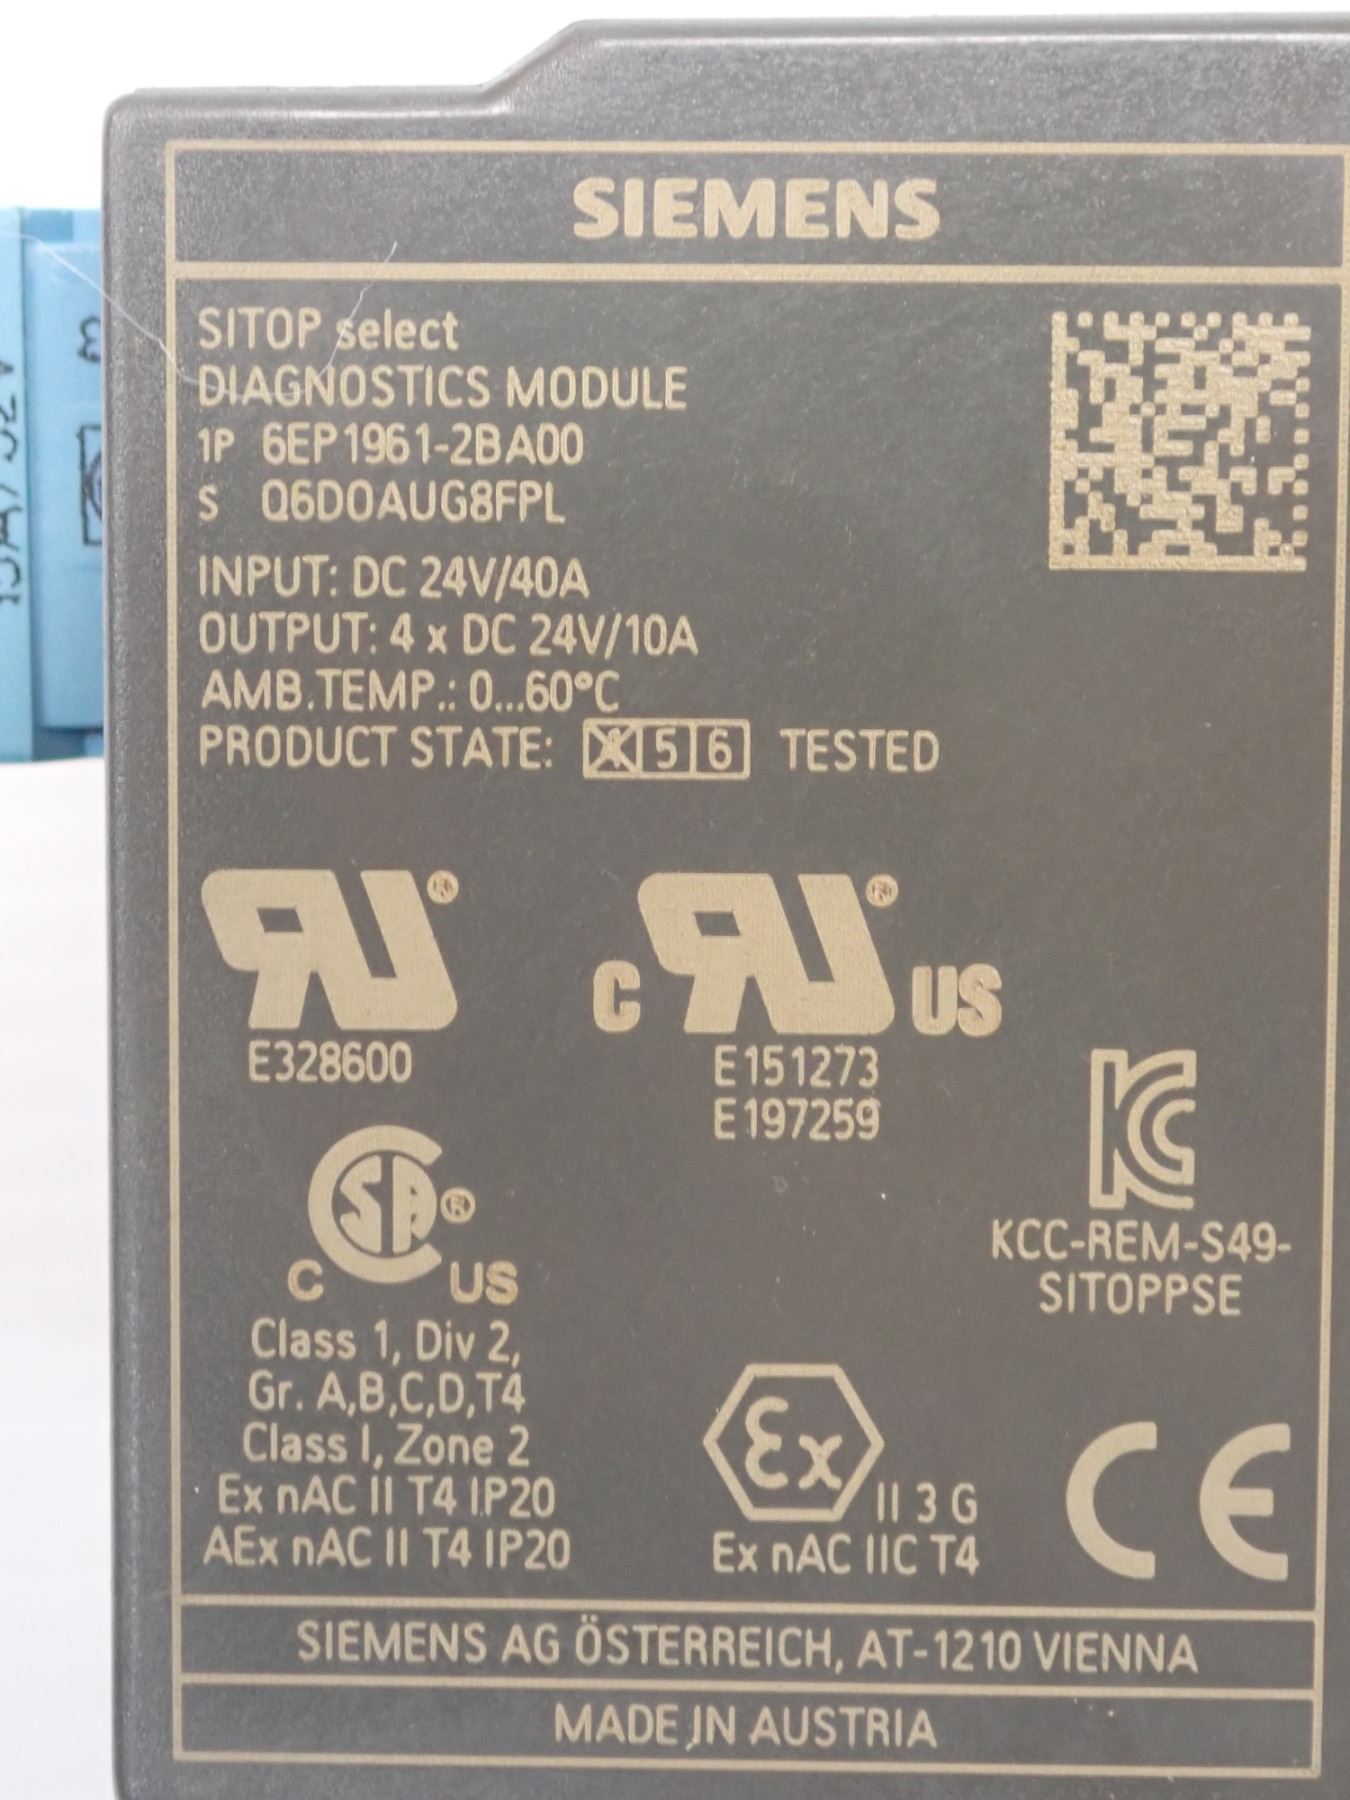 SIEMENS
SITOP select
DIAGNOSTICS MODULE
1P 6EP1961-2BA00
S Q6D0AUG8FPL
INPUT: DC 24V/40A
OUTPUT: 4 x DC 24V/10A
AMB.TEMP.: 0...60°C
PRODUCT STATE: 5 6 TESTED
E328600
C US
E151273
E197259
KCC-REM-S49-
SITOPPSE
C US
Class 1, Div 2,
Gr. A,B,C,D,T4
Class I, Zone 2
Ex nAC II T4 IP20
AEx nAC II T4 IP20
Ex II 3 G
Ex nAC IIC T4
CE
SIEMENS AG ÖSTERREICH, AT-1210 VIENNA
MADE IN AUSTRIA